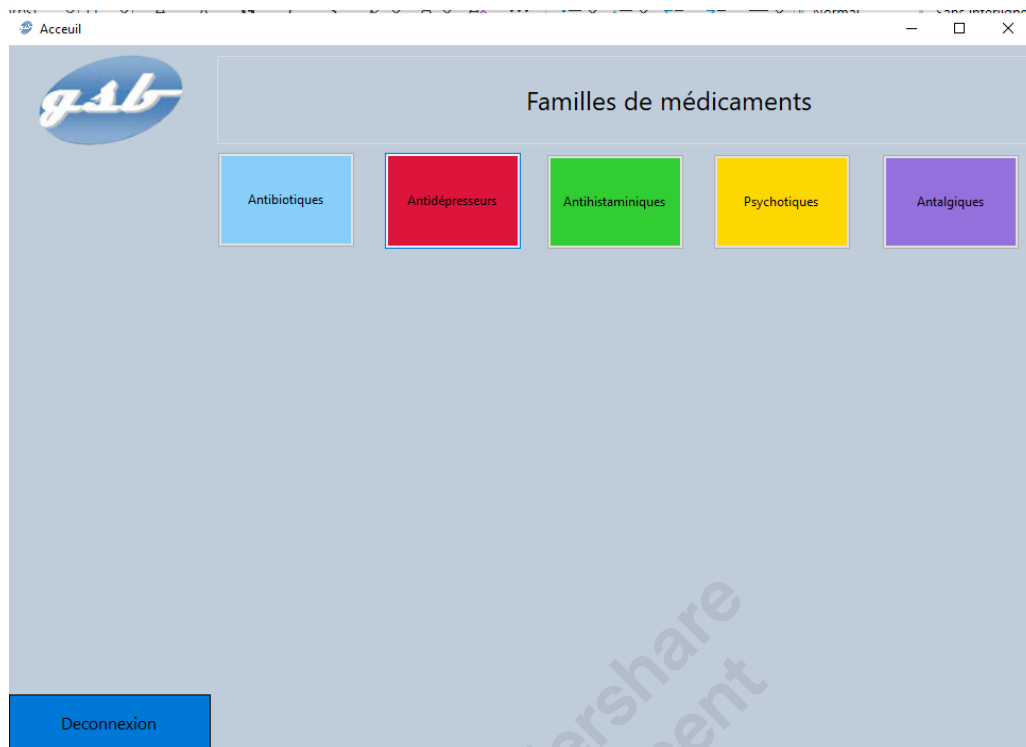 Acceuil
gsb
Familles de médicaments
Antibiotiques
Antidépresseurs
Antihistaminiques
Psychotiques
Antalgiques
Deconnexion